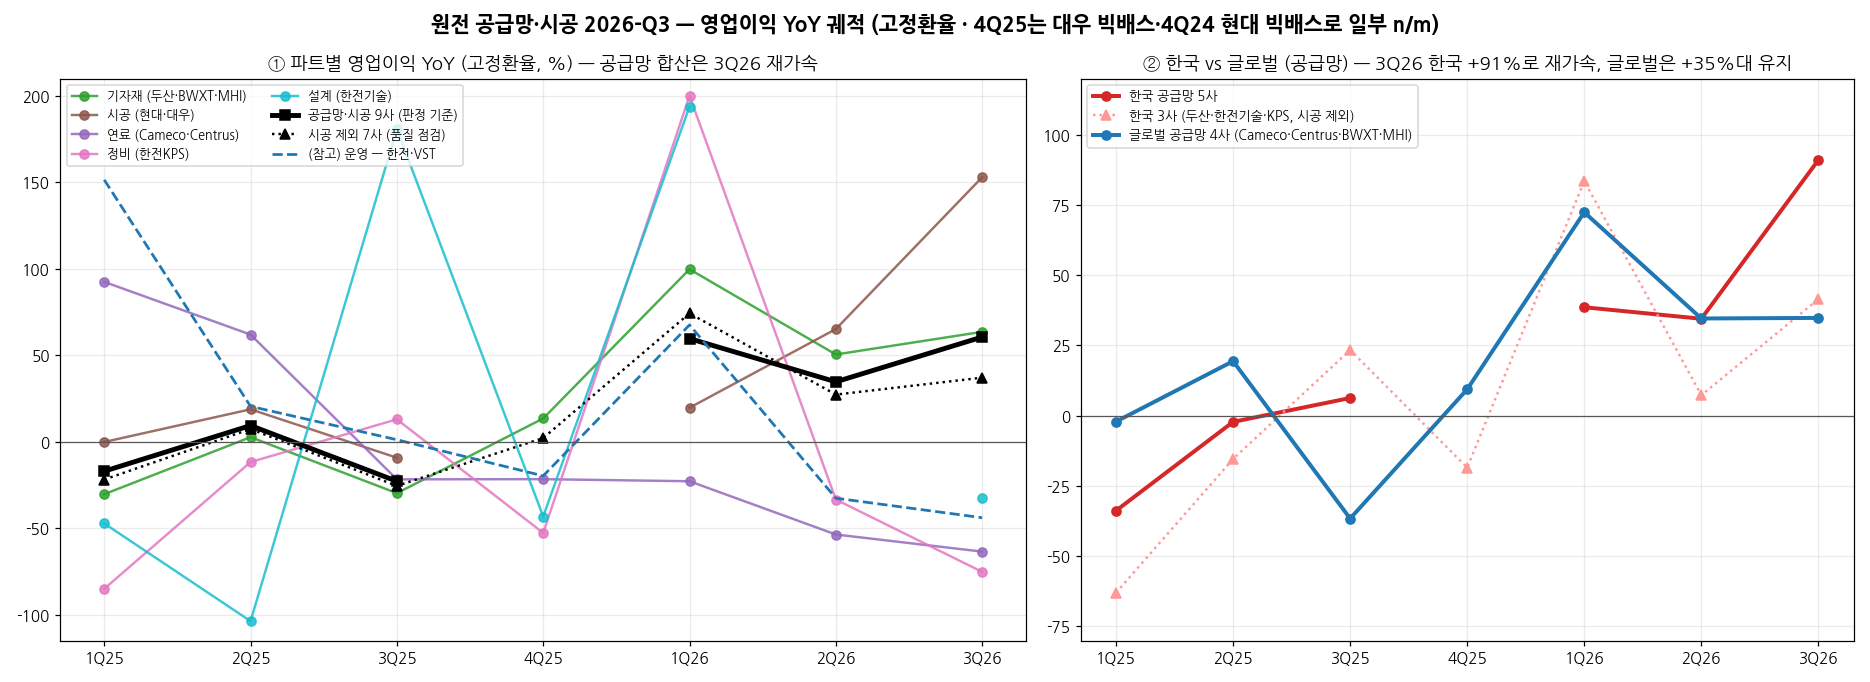 원전 공급망·시공 2026-Q3 — 영업이익 YoY 궤적 (고정환율 · 4Q25는 대우 빅배스·4Q24 현대 빅배스로 일부 n/m)
① 파트별 영업이익 YoY (고정환율, %) — 공급망 합산은 3Q26 재가속
기자재 (두산·BWXT·MHI)
시공 (현대·대우)
연료 (Cameco·Centrus)
정비 (한전KPS)
설계 (한전기술)
공급망·시공 9사 (판정 기준)
시공 제외 7사 (품질 점검)
(참고) 운영 — 한전·VST
200
150
100
50
0
-50
-100
1Q25 2Q25 3Q25 4Q25 1Q26 2Q26 3Q26
② 한국 vs 글로벌 (공급망) — 3Q26 한국 +91%로 재가속, 글로벌은 +35%대 유지
한국 공급망 5사
한국 3사 (두산·한전기술·KPS, 시공 제외)
글로벌 공급망 4사 (Cameco·Centrus·BWXT·MHI)
100
75
50
25
0
-25
-50
-75
1Q25 2Q25 3Q25 4Q25 1Q26 2Q26 3Q26